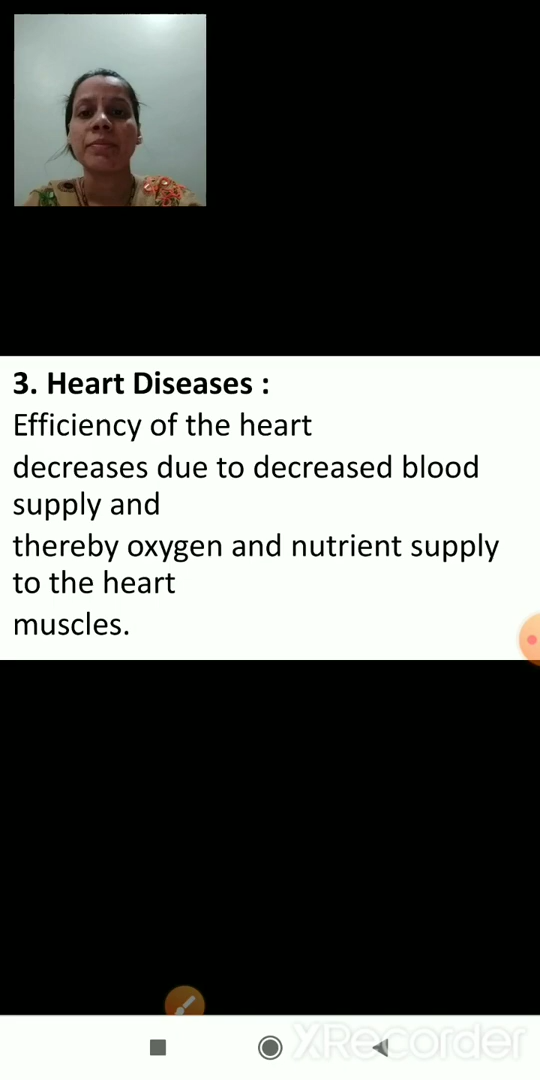 3. Heart Diseases :
Efficiency of the heart
decreases due to decreased blood
supply and
thereby oxygen and nutrient supply
to the heart
muscles.
XRecorder